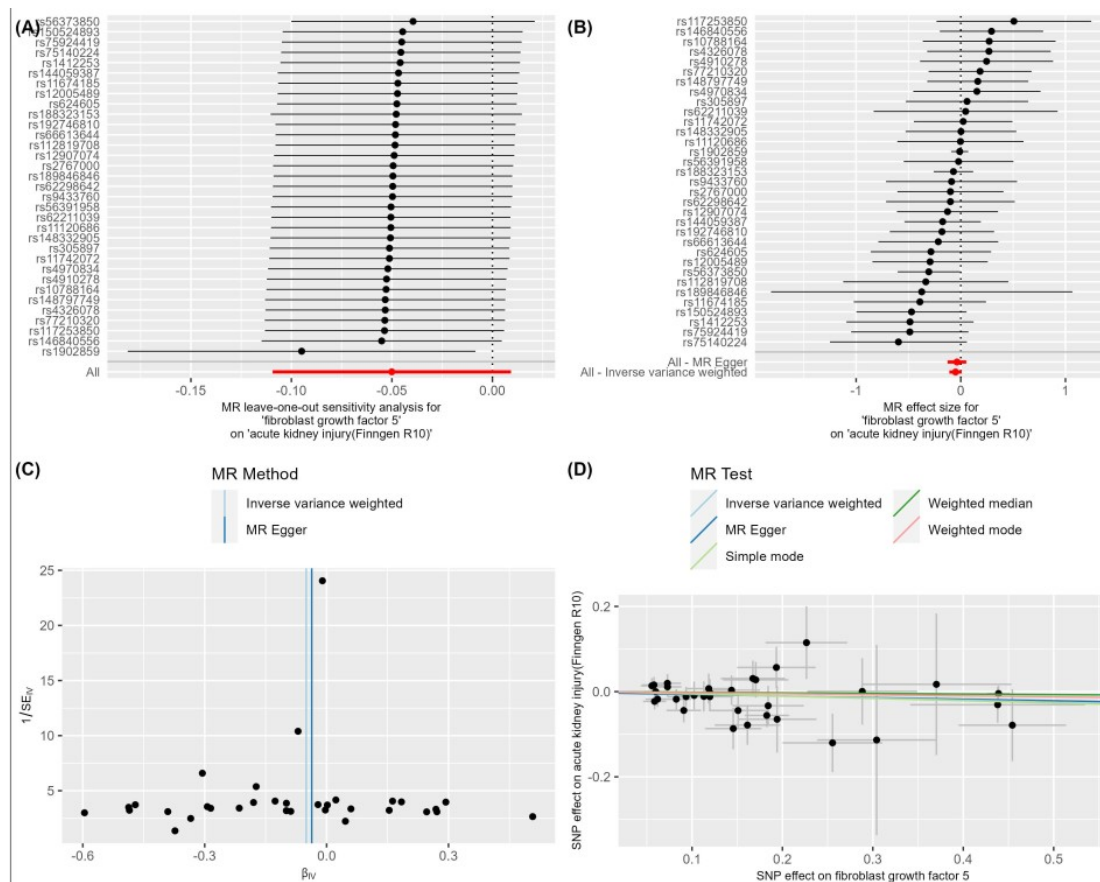 (A)
rs56373850
rs150524893
rs75924419
rs75140224
rs1412253
rs144059387
rs11674185
rs12005489
rs624605
rs188323153
rs192746810
rs66613644
rs112819708
rs12907074
rs2767000
rs189846846
rs62298642
rs9433760
rs56391958
rs62211039
rs11120686
rs148332905
rs305897
rs11742072
rs4970834
rs4910278
rs10788164
rs148797749
rs4326078
rs77210320
rs117253850
rs146840556
rs1902859
All
-0.15 -0.10 -0.05 0.00
MR leave-one-out sensitivity analysis for
'fibroblast growth factor 5'
on 'acute kidney injury(Finngen R10)'
(B)
rs117253850
rs146840556
rs10788164
rs4326078
rs4910278
rs77210320
rs148797749
rs4970834
rs305897
rs62211039
rs11742072
rs148332905
rs11120686
rs1902859
rs56391958
rs188323153
rs9433760
rs2767000
rs62298642
rs12907074
rs144059387
rs192746810
rs66613644
rs624605
rs12005489
rs56373850
rs112819708
rs189846846
rs11674185
rs150524893
rs1412253
rs75924419
rs75140224
All - MR Egger
All - Inverse variance weighted
-1 0 1
MR effect size for
'fibroblast growth factor 5'
on 'acute kidney injury(Finngen R10)'
(C)
MR Method
Inverse variance weighted
MR Egger
25
20
15
10
5
1/SE_IV
-0.6 -0.3 0.0 0.3
β_IV
(D)
MR Test
Inverse variance weighted
MR Egger
Simple mode
Weighted median
Weighted mode
0.2
0.0
-0.2
SNP effect on acute kidney injury(Finngen R10)
0.1 0.2 0.3 0.4 0.5
SNP effect on fibroblast growth factor 5